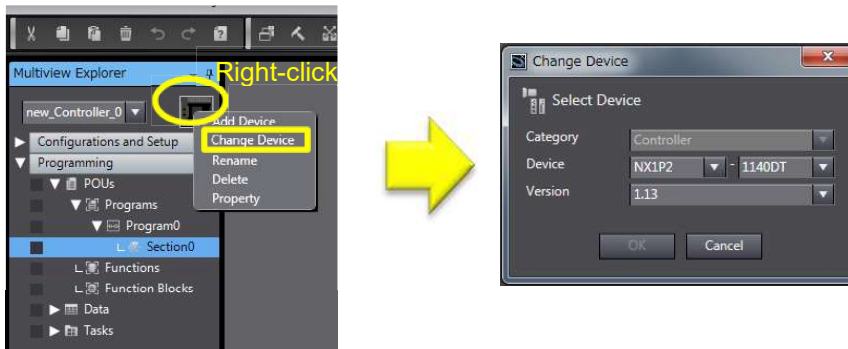 Multiview Explorer
Right-click
new_Controller_0
Add Device
Configurations and Setup
Change Device
Programming
Rename
POUs
Delete
Programs
Property
Program0
Section0
Functions
Function Blocks
Data
Tasks
Change Device
Select Device
Category
Controller
Device
NX1P2 - 1140DT
Version
1.13
OK
Cancel